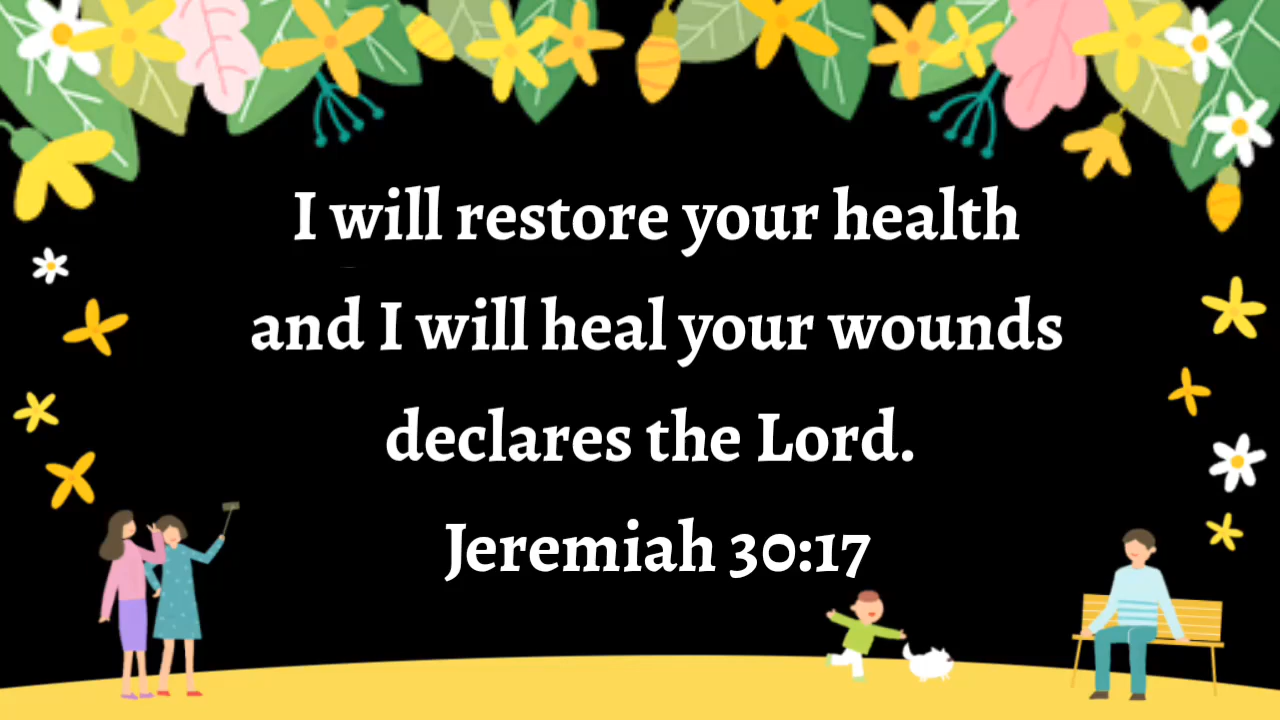 I will restore your health
and I will heal your wounds
declares the Lord.
Jeremiah 30:17